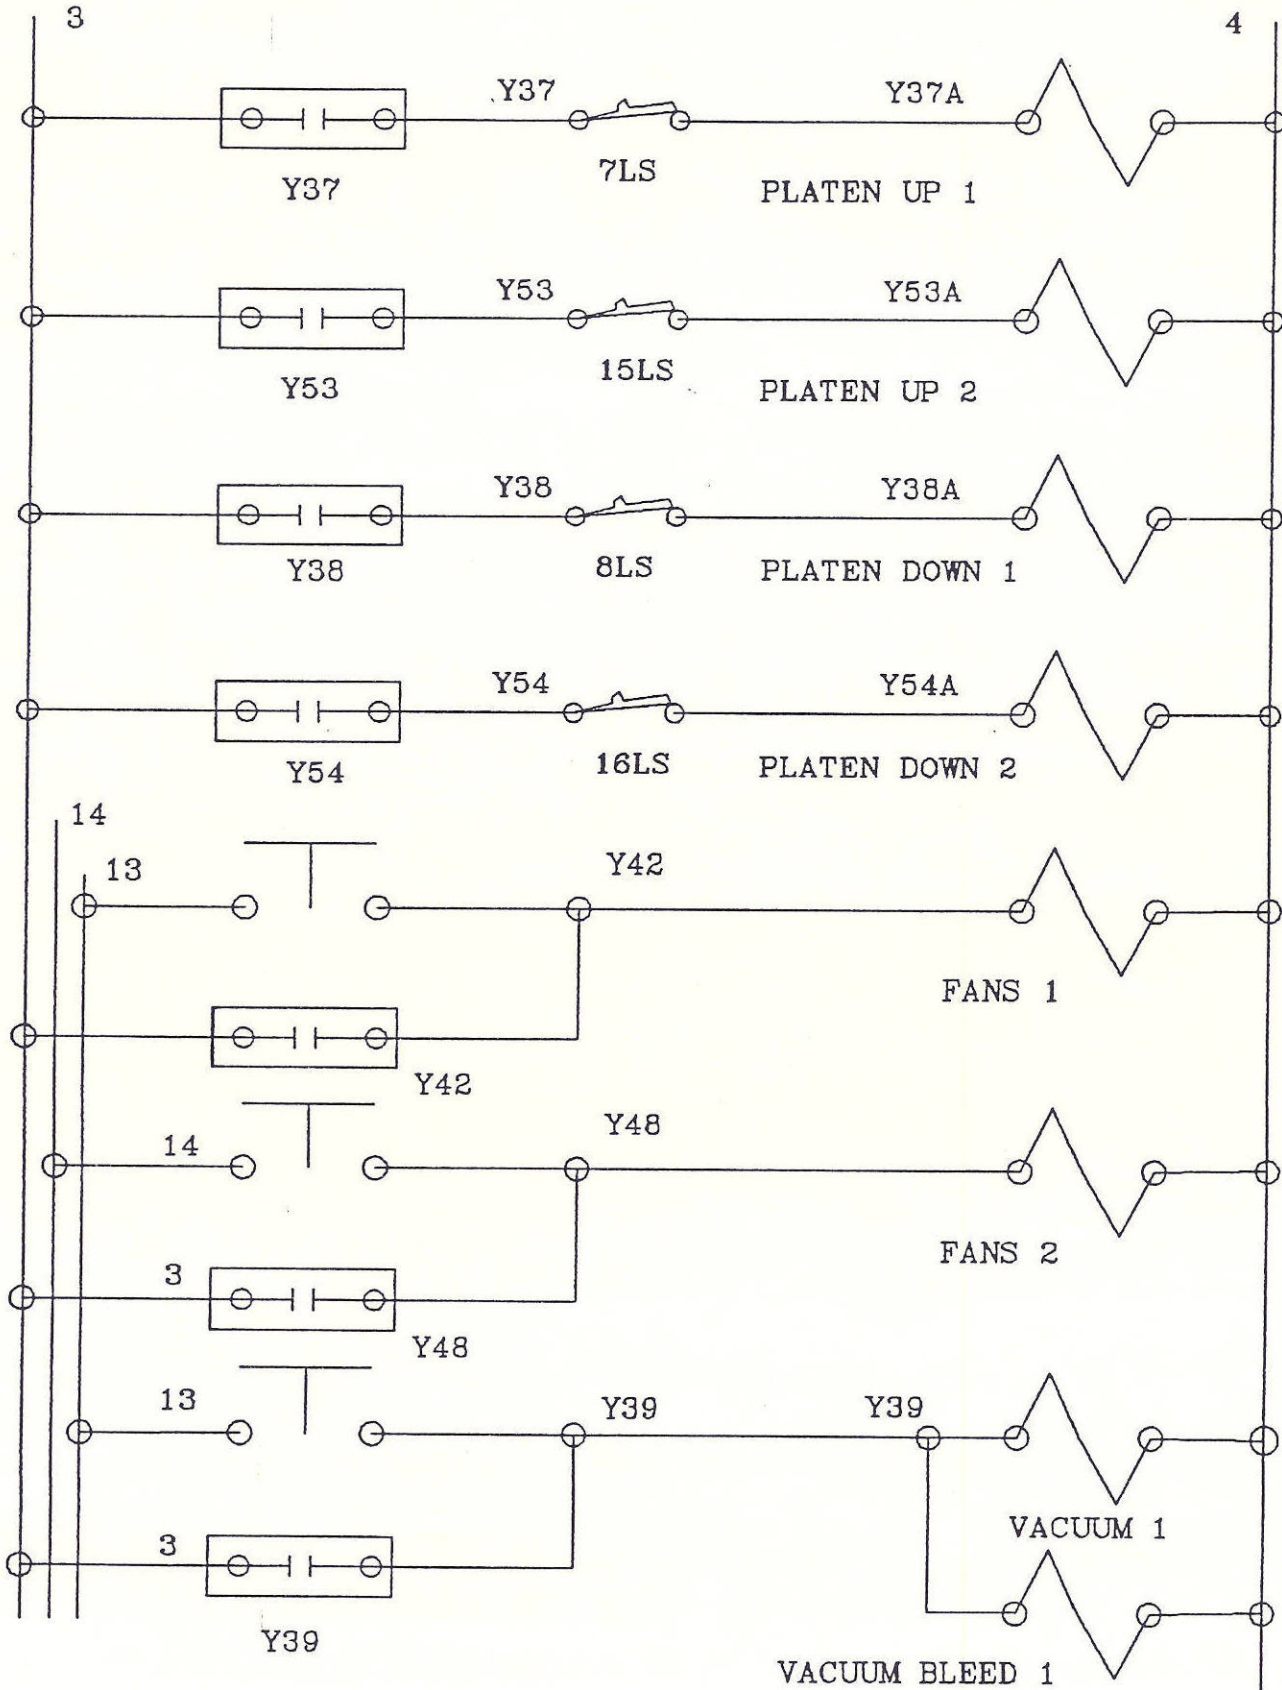 3
4
Y37
Y37A
Y37
7LS
PLATEN UP 1
Y53
Y53A
Y53
15LS
PLATEN UP 2
Y38
Y38A
Y38
8LS
PLATEN DOWN 1
Y54
Y54A
Y54
16LS
PLATEN DOWN 2
14
13
Y42
FANS 1
Y42
14
Y48
FANS 2
3
Y48
13
Y39
Y39
VACUUM 1
3
Y39
VACUUM BLEED 1